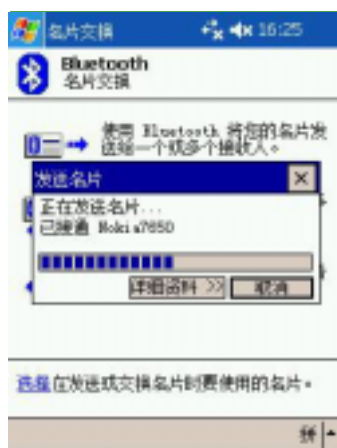 名片交换 16:25
Bluetooth
名片交换
使用 Bluetooth 将您的名片发
送给一个或多个接收人。
发送名片
正在发送名片...
已接通 Nokia7650
详细资料 >> 取消
选择在发送或交换名片时要使用的名片。
拼